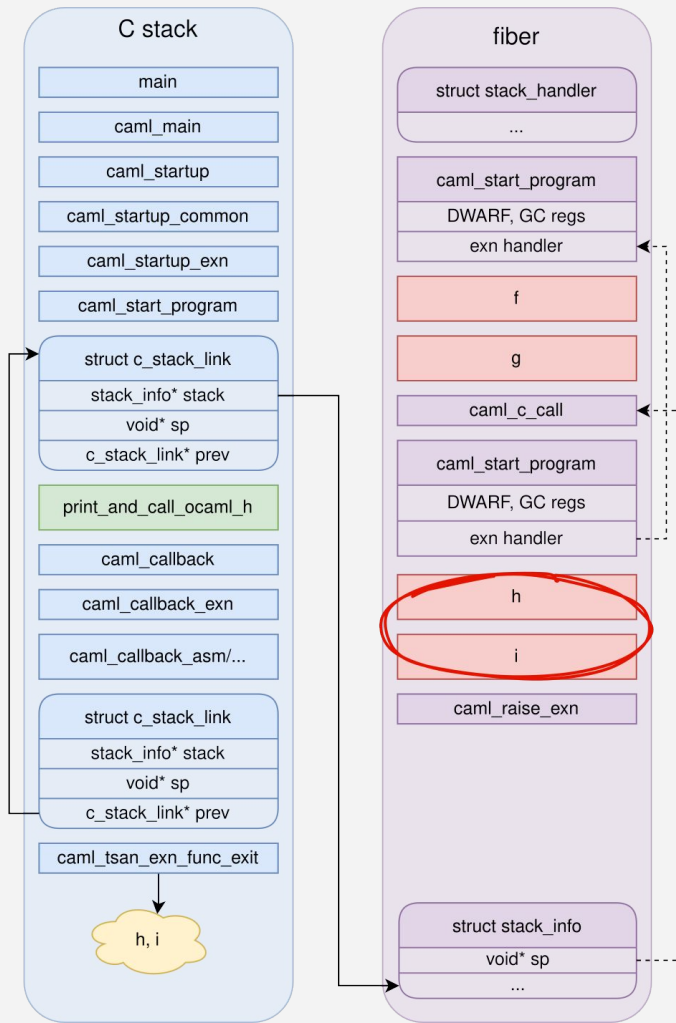 C stack
main
caml_main
caml_startup
caml_startup_common
caml_startup_exn
caml_start_program
struct c_stack_link
stack_info* stack
void* sp
c_stack_link* prev
print_and_call_ocaml_h
caml_callback
caml_callback_exn
caml_callback_asm/...
struct c_stack_link
stack_info* stack
void* sp
c_stack_link* prev
caml_tsan_exn_func_exit
h, i
fiber
struct stack_handler
...
caml_start_program
DWARF, GC regs
exn handler
f
g
caml_c_call
caml_start_program
DWARF, GC regs
exn handler
h
i
caml_raise_exn
struct stack_info
void* sp
...